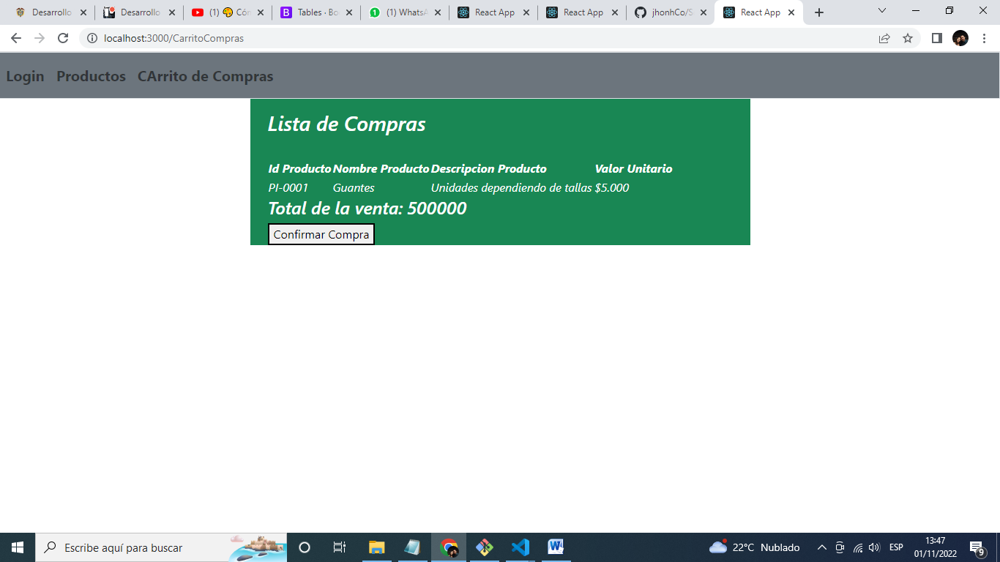 Desarrollo Desarrollo (1) Cón Tables · Bo (1) WhatsA React App React App jhonhCo/S React App
localhost:3000/CarritoCompras
Login Productos CArrito de Compras
Lista de Compras
Id Producto Nombre Producto Descripcion Producto Valor Unitario
PI-0001 Guantes Unidades dependiendo de tallas $5.000
Total de la venta: 500000
Confirmar Compra
Escribe aquí para buscar 22°C Nublado ESP 13:47
01/11/2022 9